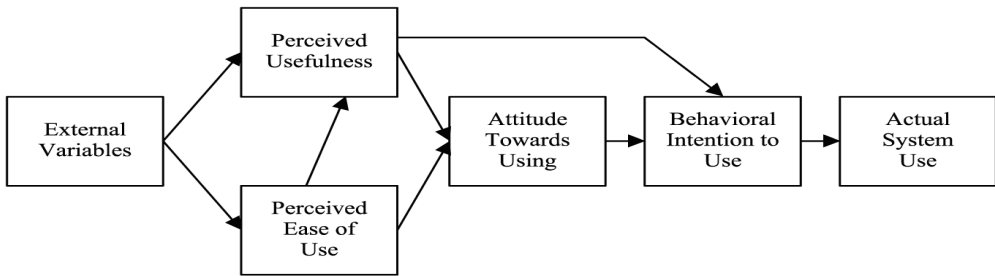 Perceived
Usefulness
External
Variables
Attitude
Towards
Using
Behavioral
Intention to
Use
Actual
System
Use
Perceived
Ease of
Use